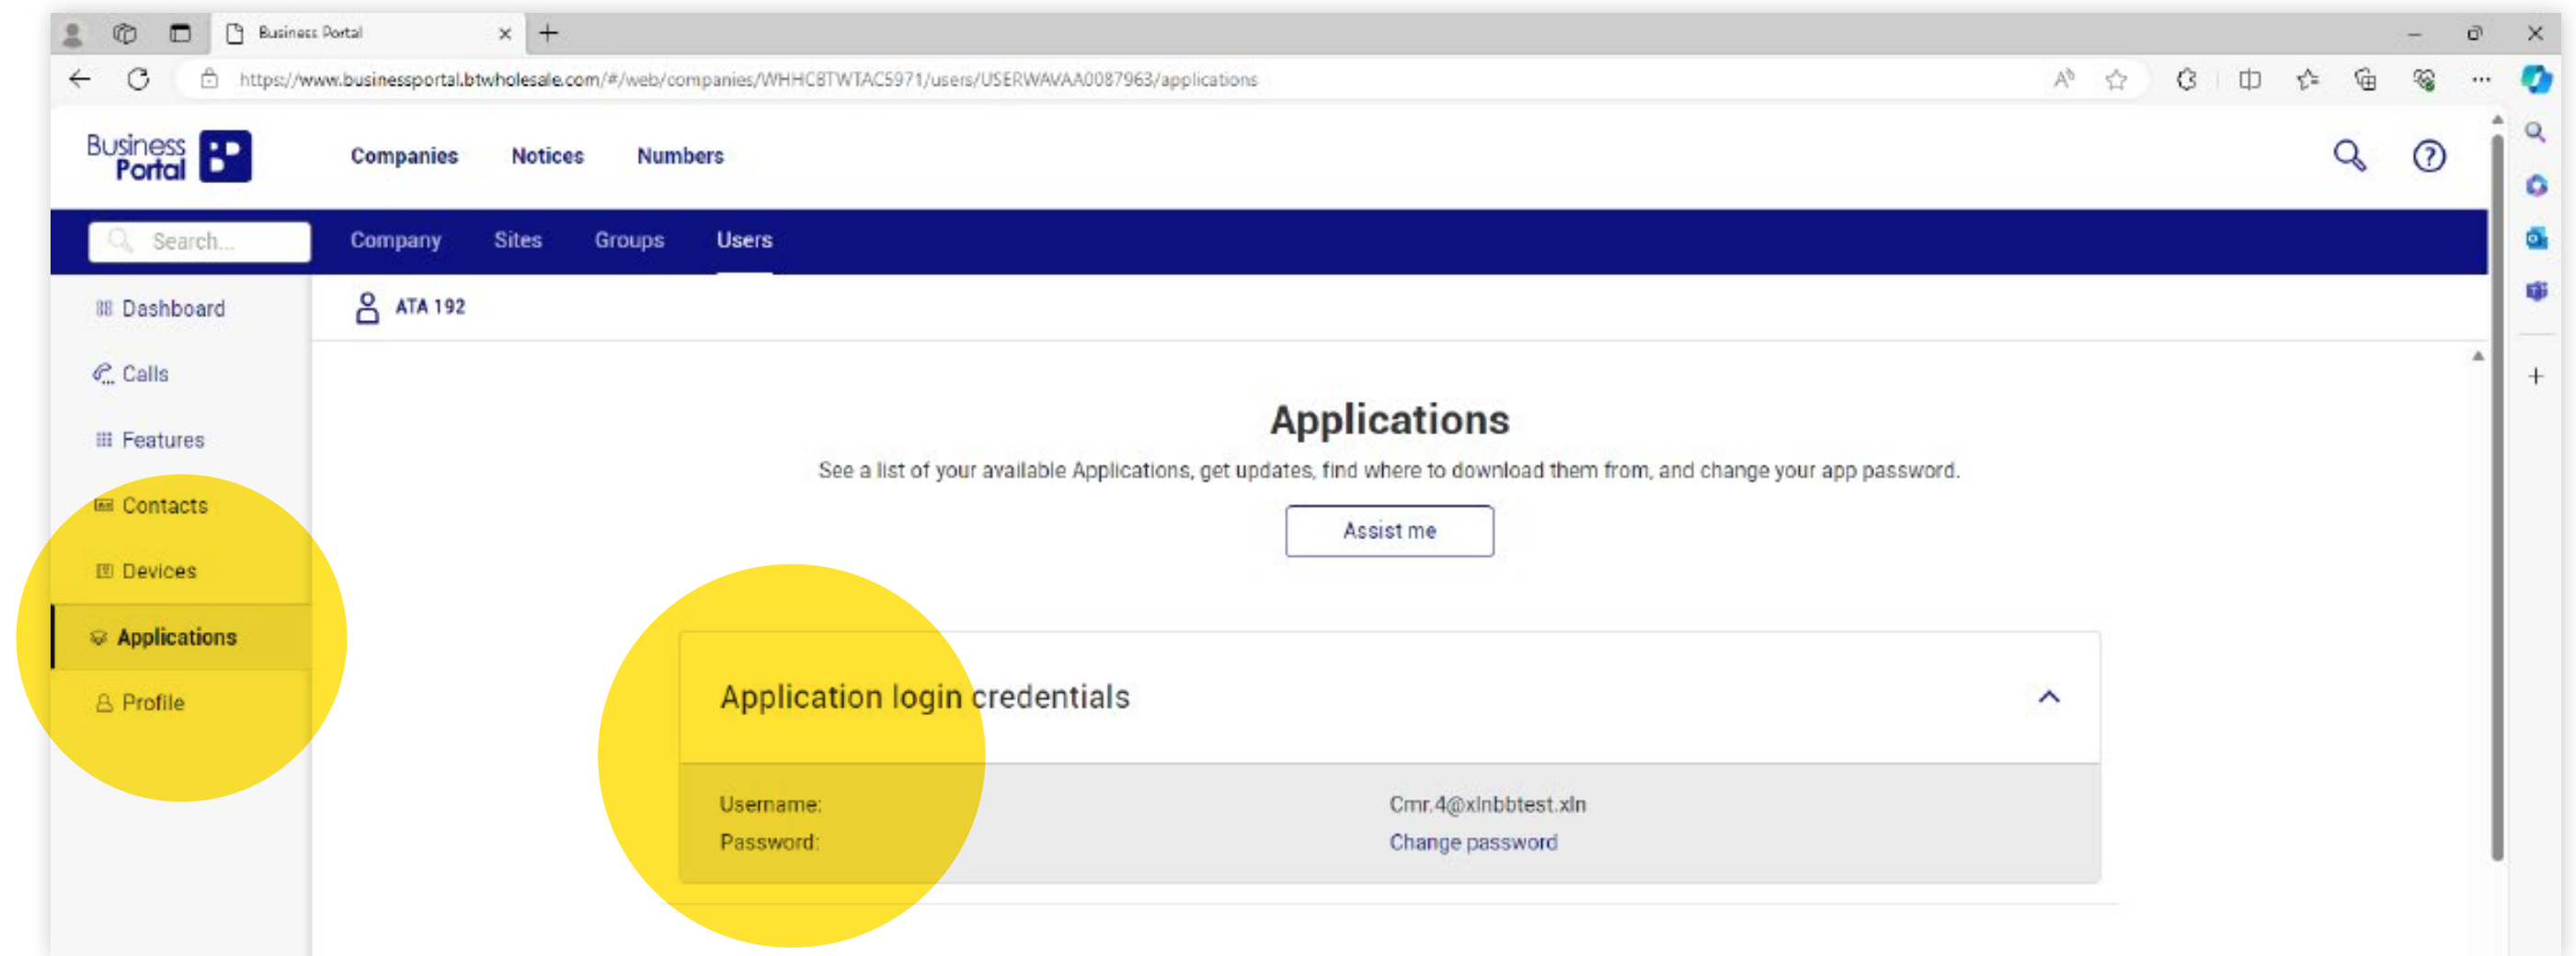 Business Portal
https://www.businessportal.btwholesale.com/#/web/companies/WHHCBTWTAC5971/users/USERWAVAA0087963/applications
Business
Portal
Companies Notices Numbers
Search... Company Sites Groups Users
Dashboard
ATA 192
Calls
Features
Contacts
Devices
Applications
Profile
Applications
See a list of your available Applications, get updates, find where to download them from, and change your app password.
Assist me
Application login credentials
Username: Cmr.4@xlnbbtest.xln
Password: Change password